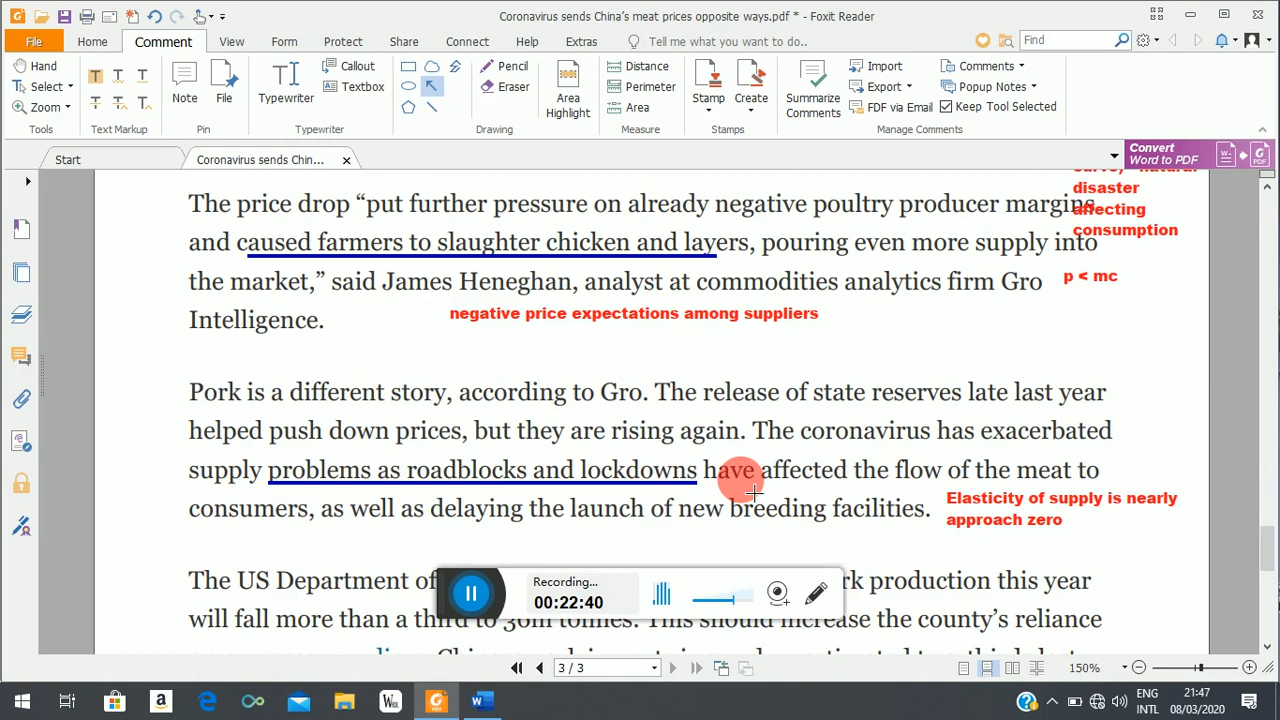 Coronavirus sends China's meat prices opposite ways.pdf * - Foxit Reader
File Home Comment View Form Protect Share Connect Help Extras Tell me what you want to do.. Find
Hand
Select
Zoom
Tools
Text Markup
Note
File
Pin
Typewriter
Callout
Textbox
Typewriter
Pencil
Eraser
Drawing
Area
Highlight
Distance
Perimeter
Area
Measure
Stamp
Create
Stamps
Summarize
Comments
Import
Export
FDF via Email
Comments
Popup Notes
Keep Tool Selected
Manage Comments
Start
Coronavirus sends Chin...
Convert
Word to PDF
disaster
affecting
consumption
The price drop “put further pressure on already negative poultry producer margins
and caused farmers to slaughter chicken and layers, pouring even more supply into
the market,” said James Heneghan, analyst at commodities analytics firm Gro
p < mc
Intelligence.
negative price expectations among suppliers
Pork is a different story, according to Gro. The release of state reserves late last year
helped push down prices, but they are rising again. The coronavirus has exacerbated
supply problems as roadblocks and lockdowns have affected the flow of the meat to
consumers, as well as delaying the launch of new breeding facilities.
Elasticity of supply is nearly
approach zero
The US Department of rk production this year
will fall more than a third to 30m tonnes. This should increase the county's reliance
Recording...
00:22:40
3 / 3
150%
ENG
INTL
21:47
08/03/2020